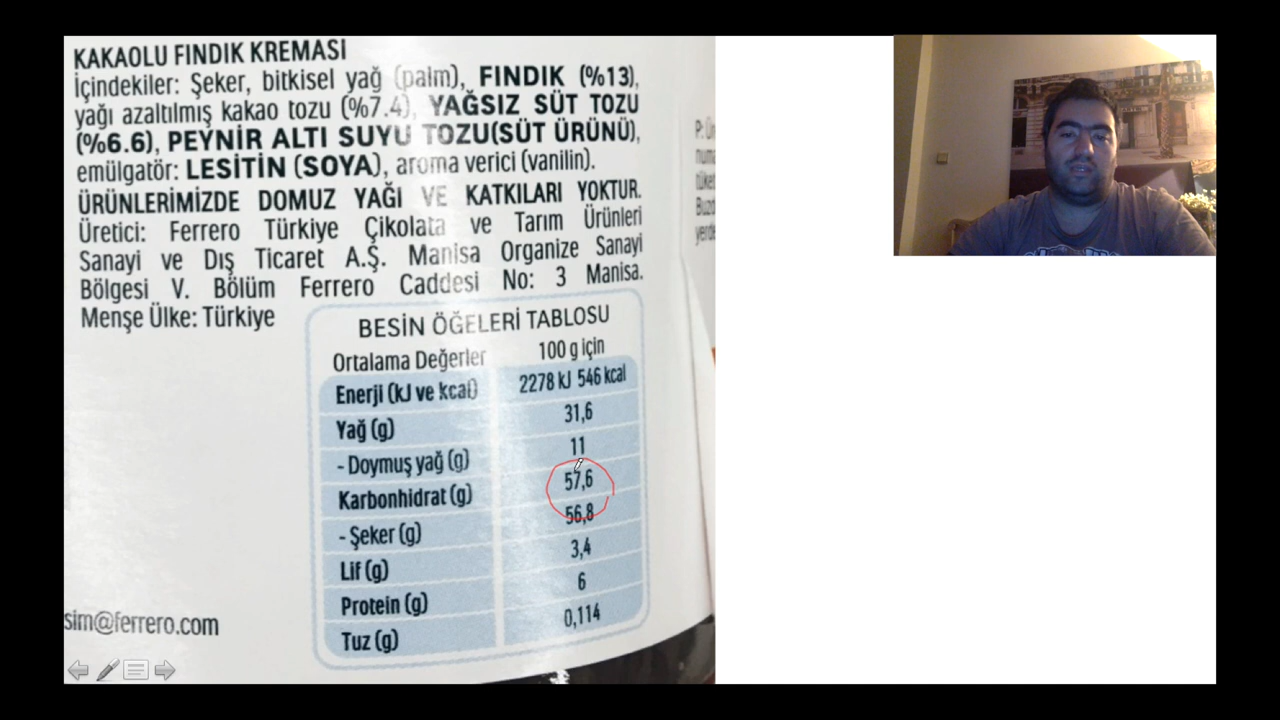 KAKAOLU FINDIK KREMASI
İçindekiler: Şeker, bitkisel yağ (palm), FINDIK (%13),
yağı azaltılmış kakao tozu (%7.4), YAĞSIZ SÜT TOZU
(%6.6), PEYNİR ALTI SUYU TOZU(SÜT ÜRÜNÜ),
emülgatör: LESİTİN (SOYA), aroma verici (vanilin).
ÜRÜNLERİMİZDE DOMUZ YAĞI VE KATKILARI YOKTUR.
Üretici: Ferrero Türkiye Çikolata ve Tarım Ürünleri
Sanayi ve Dış Ticaret A.Ş. Manisa Organize Sanayi
Bölgesi V. Bölüm Ferrero Caddesi No: 3 Manisa.
Menşe Ülke: Türkiye
BESİN ÖĞELERİ TABLOSU
Ortalama Değerler 100 g için
Enerji (kJ ve kcal) 2278 kJ 546 kcal
Yağ (g) 31,6
- Doymuş yağ (g) 11
Karbonhidrat (g) 57,6
- Şeker (g) 56,8
Lif (g) 3,4
Protein (g) 6
Tuz (g) 0,114
sim@ferrero.com